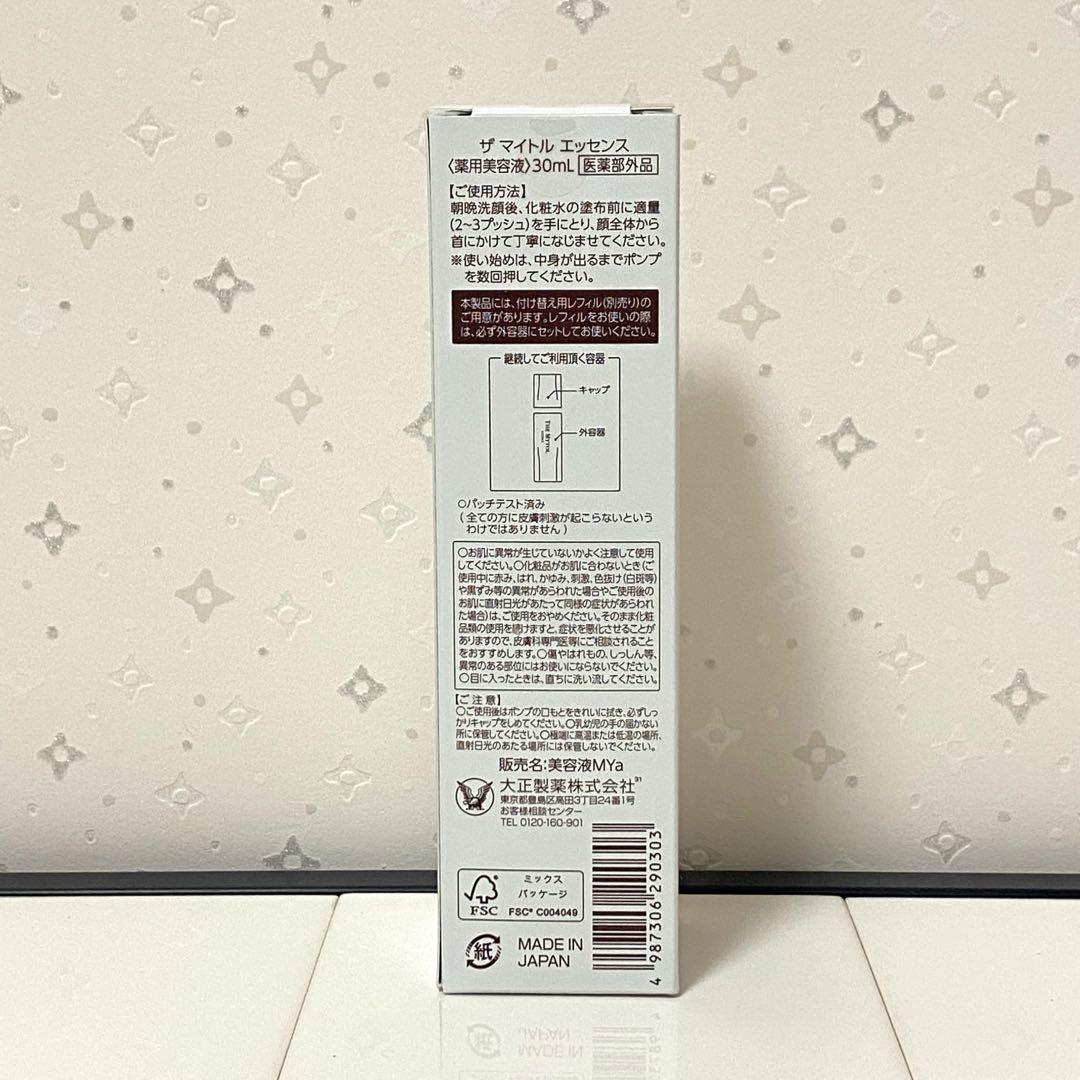 ザ マイトル エッセンス
〈薬用美容液〉30mL 医薬部外品
【ご使用方法】
朝晩洗顔後、化粧水の塗布前に適量
(2~3プッシュ)を手にとり、顔全体から
首にかけて丁寧になじませてください。
※使い始めは、中身が出るまでポンプ
を数回押してください。
本製品には、付け替え用レフィル(別売り)の
ご用意があります。レフィルをお使いの際
は、必ず外容器にセットしてお使いください。
継続してご利用頂く容器
キャップ
THE MYTOL
外容器
○パッチテスト済み
(全ての方に皮膚刺激が起こらないという
わけではありません)
○お肌に異常が生じていないかよく注意して使用
してください。○化粧品がお肌に合わないとき(ご
使用中に赤み、はれ、かゆみ、刺激、色抜け(白斑等)
や黒ずみ等の異常があらわれた場合やご使用後の
お肌に直射日光があたって同様の症状があらわれ
た場合)は、ご使用をおやめください。そのまま化粧
品類の使用を続けますと、症状を悪化させることが
ありますので、皮膚科専門医等にご相談されること
をおすすめします。○傷やはれもの、しっしん等、
異常のある部位にはお使いにならないでください。
○目に入ったときは、直ちに洗い流してください。
【ご注意】
○ご使用後はポンプの口もとをきれいに拭き、必ずしっ
かりキャップをしめてください。○乳幼児の手の届かない
所に保管してください。○極端に高温または低温の場所、
直射日光のあたる場所には保管しないでください。
販売名:美容液MYa
大正製薬株式会社 31
東京都豊島区高田3丁目24番1号
お客様相談センター
TEL 0120-160-901
FSC
ミックス
パッケージ
FSC® C004049
紙
MADE IN
JAPAN
4 987306 290303